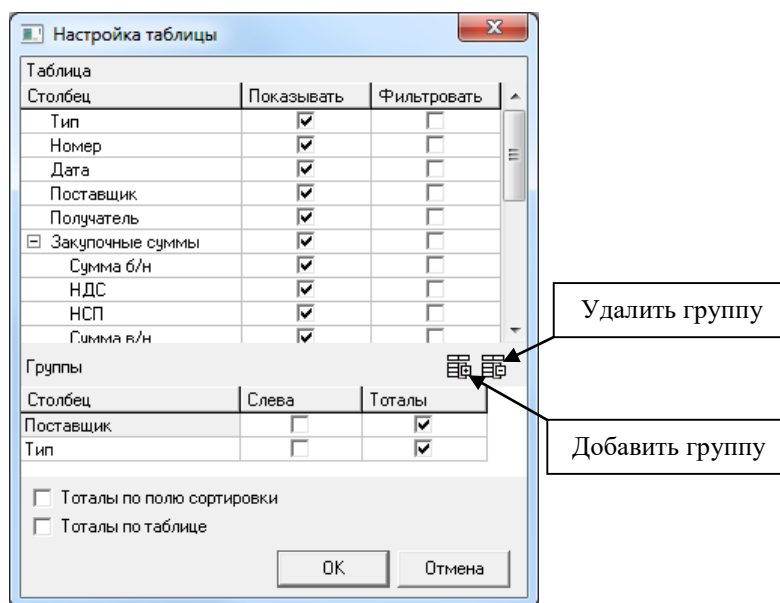 Настройка таблицы
Таблица
Столбец Показывать Фильтровать
Тип
Номер
Дата
Поставщик
Получатель
Закупочные суммы
Сумма б/н
НДС
НСП
Сумма в/н
Удалить группу
Группы
Столбец Слева Тоталы
Поставщик
Тип
Добавить группу
Тоталы по полю сортировки
Тоталы по таблице
OK Отмена